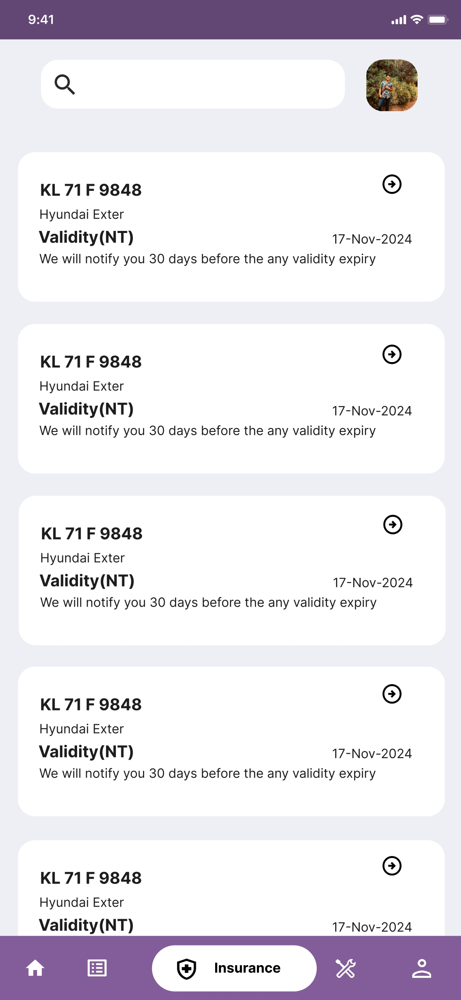 9:41
KL 71 F 9848
Hyundai Exter
Validity(NT)
17-Nov-2024
We will notify you 30 days before the any validity expiry
KL 71 F 9848
Hyundai Exter
Validity(NT)
17-Nov-2024
We will notify you 30 days before the any validity expiry
KL 71 F 9848
Hyundai Exter
Validity(NT)
17-Nov-2024
We will notify you 30 days before the any validity expiry
KL 71 F 9848
Hyundai Exter
Validity(NT)
17-Nov-2024
We will notify you 30 days before the any validity expiry
KL 71 F 9848
Hyundai Exter
Validity(NT)
17-Nov-2024
Insurance